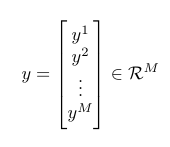 y = [ y^1
y^2
⋮
y^M ] ∈ ℛ^M